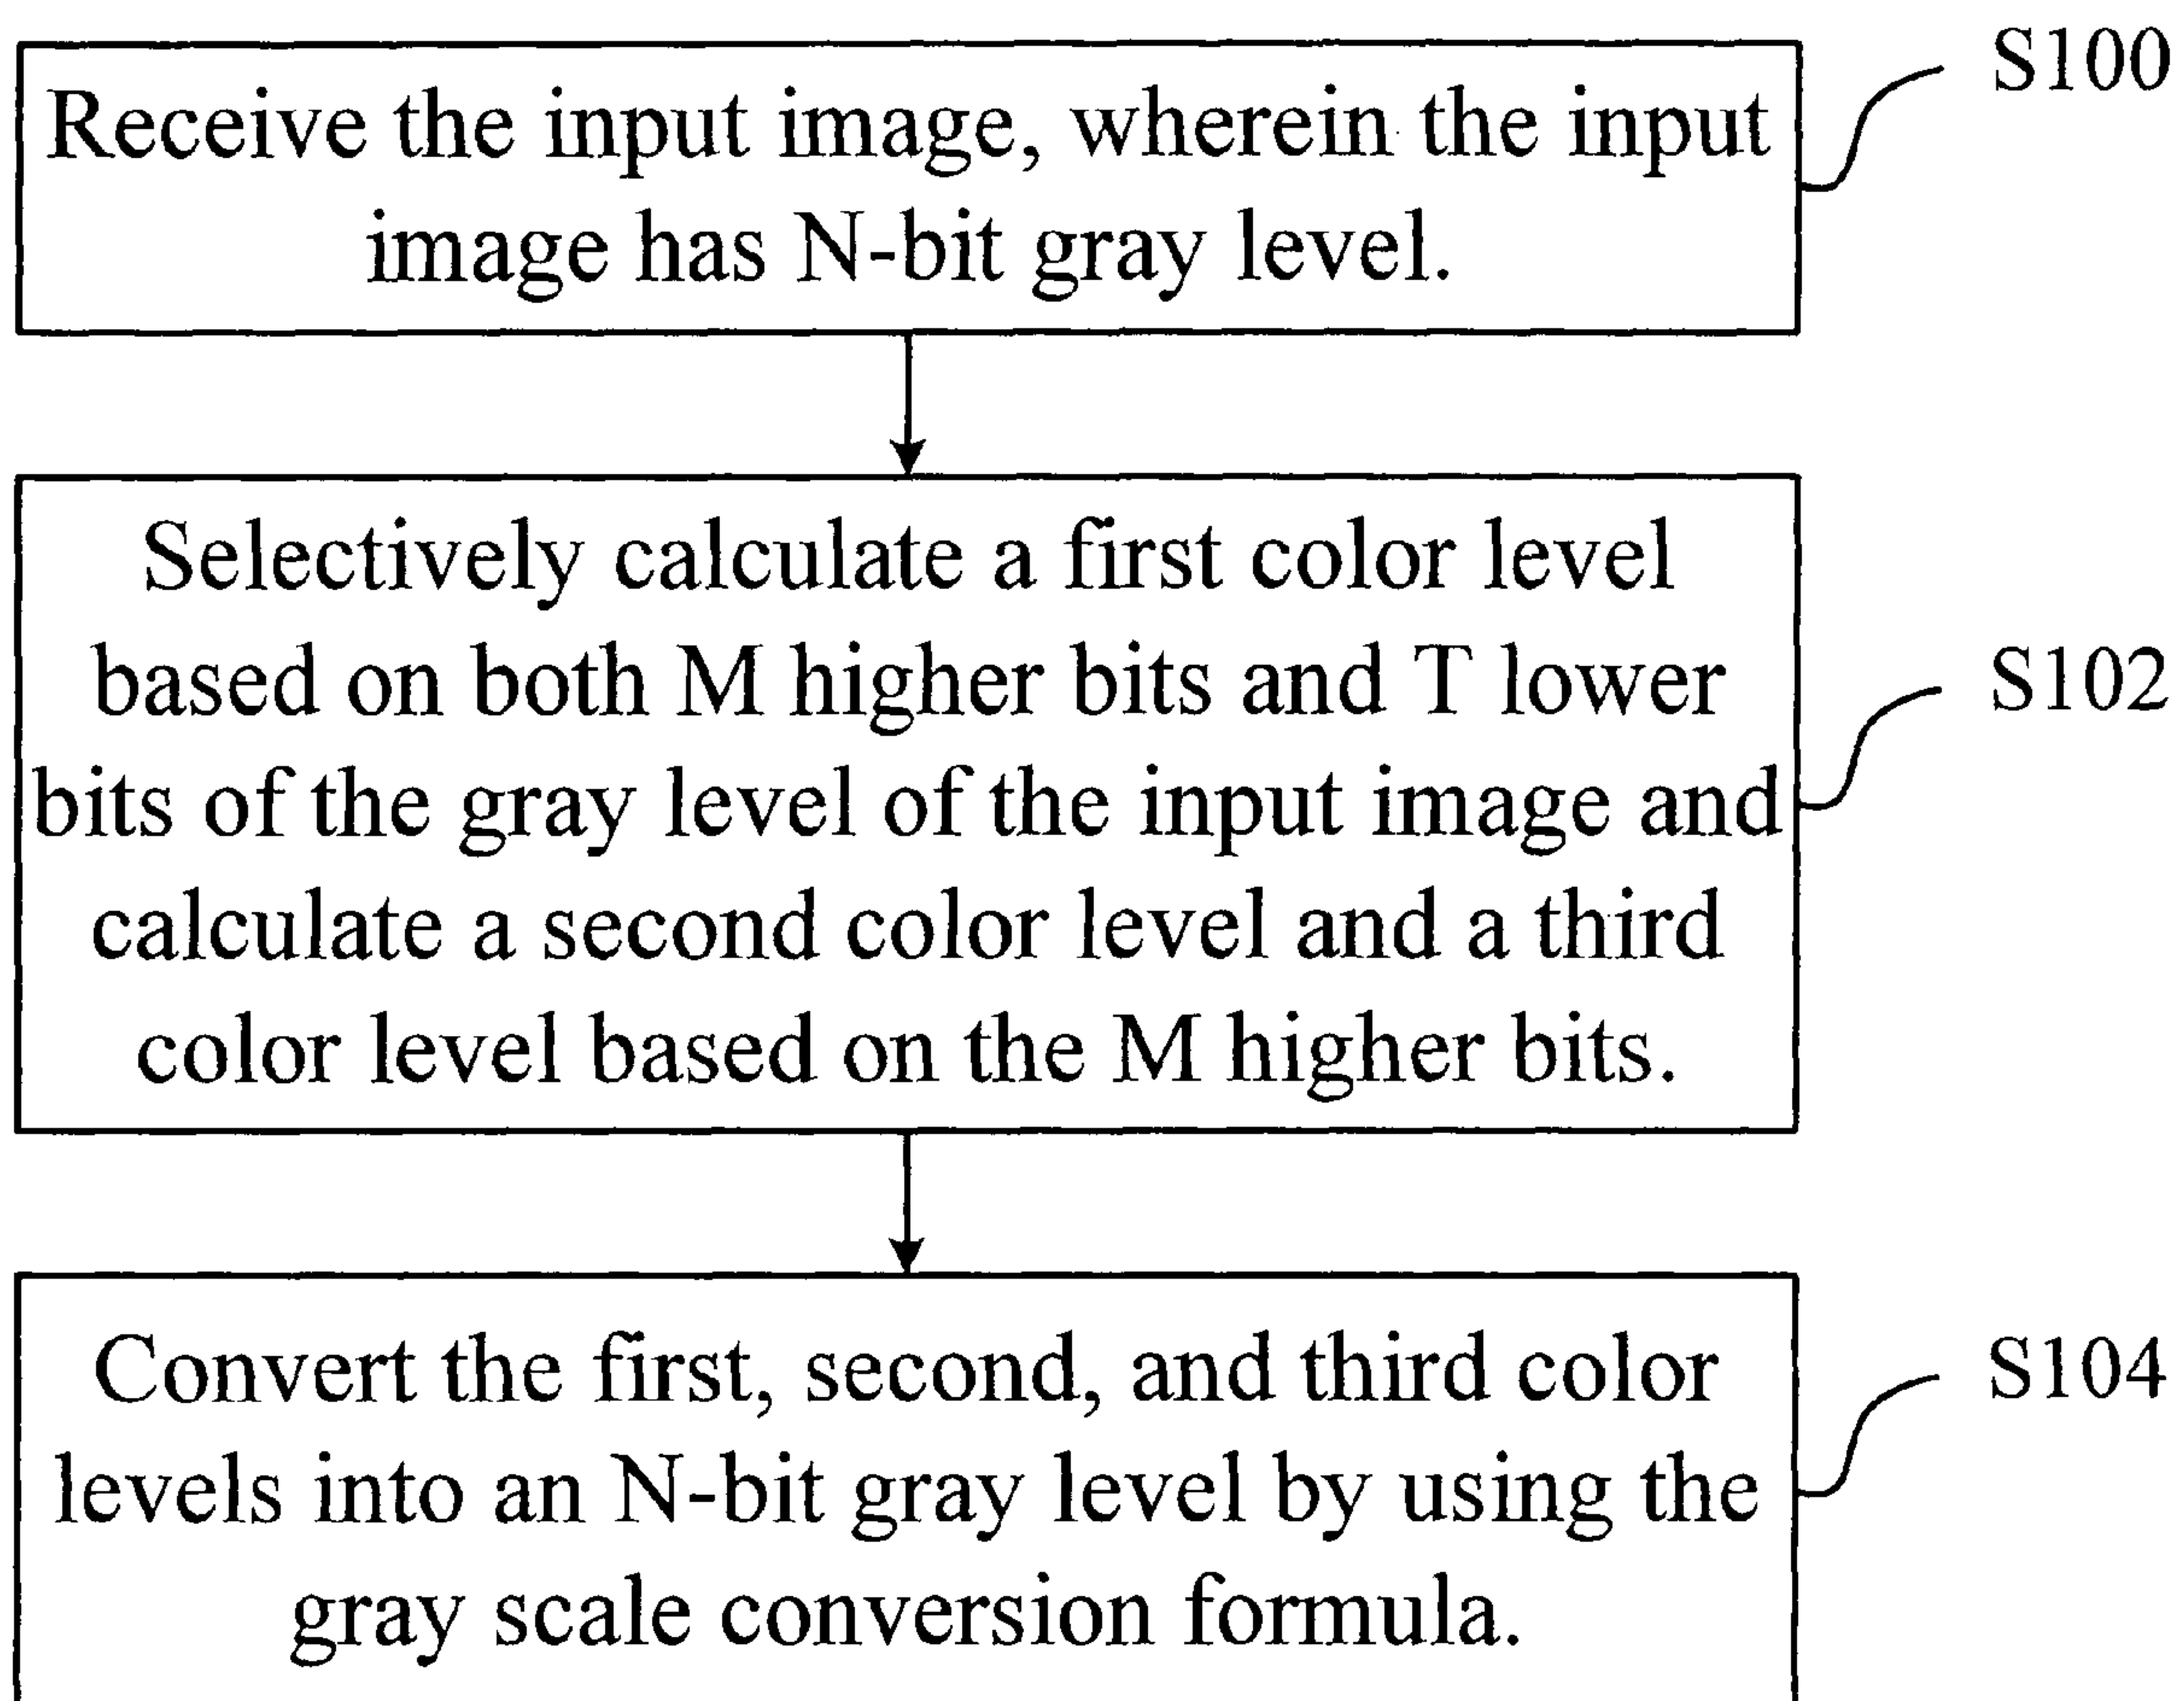 S100
Receive the input image, wherein the input
image has N-bit gray level.
Selectively calculate a first color level
based on both M higher bits and T lower
bits of the gray level of the input image and
calculate a second color level and a third
color level based on the M higher bits.
S102
Convert the first, second, and third color
levels into an N-bit gray level by using the
gray scale conversion formula.
S104